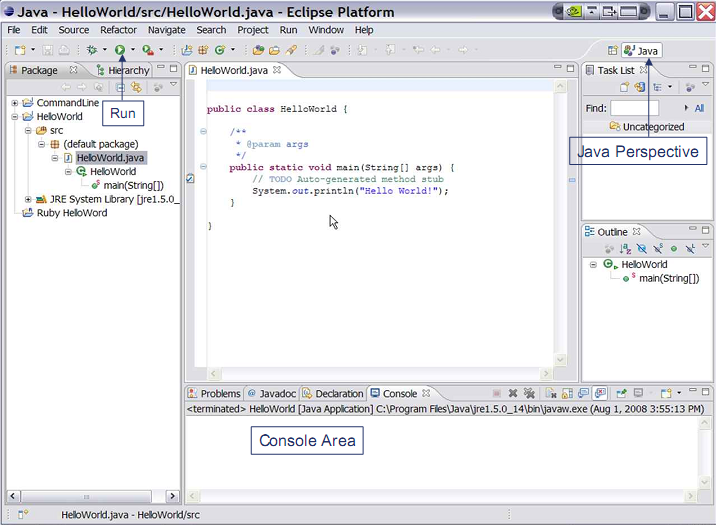 Java - HelloWorld/src/HelloWorld.java - Eclipse Platform
File Edit Source Refactor Navigate Search Project Run Window Help
Java
Package Hierarchy
CommandLine
HelloWorld
src
(default package)
HelloWorld.java
HelloWorld
main(String[])
JRE System Library [jre1.5.0_
Ruby HelloWord
Run
HelloWorld.java
public class HelloWorld {
/**
* @param args
*/
public static void main(String[] args) {
// TODO Auto-generated method stub
System.out.println("Hello World!");
}
}
Task List
Find: All
Uncategorized
Java Perspective
Outline
HelloWorld
main(String[])
Problems Javadoc Declaration Console
<terminated> HelloWorld [Java Application] C:\Program Files\Java\jre1.5.0_14\bin\javaw.exe (Aug 1, 2008 3:55:13 PM)
Console Area
HelloWorld.java - HelloWorld/src